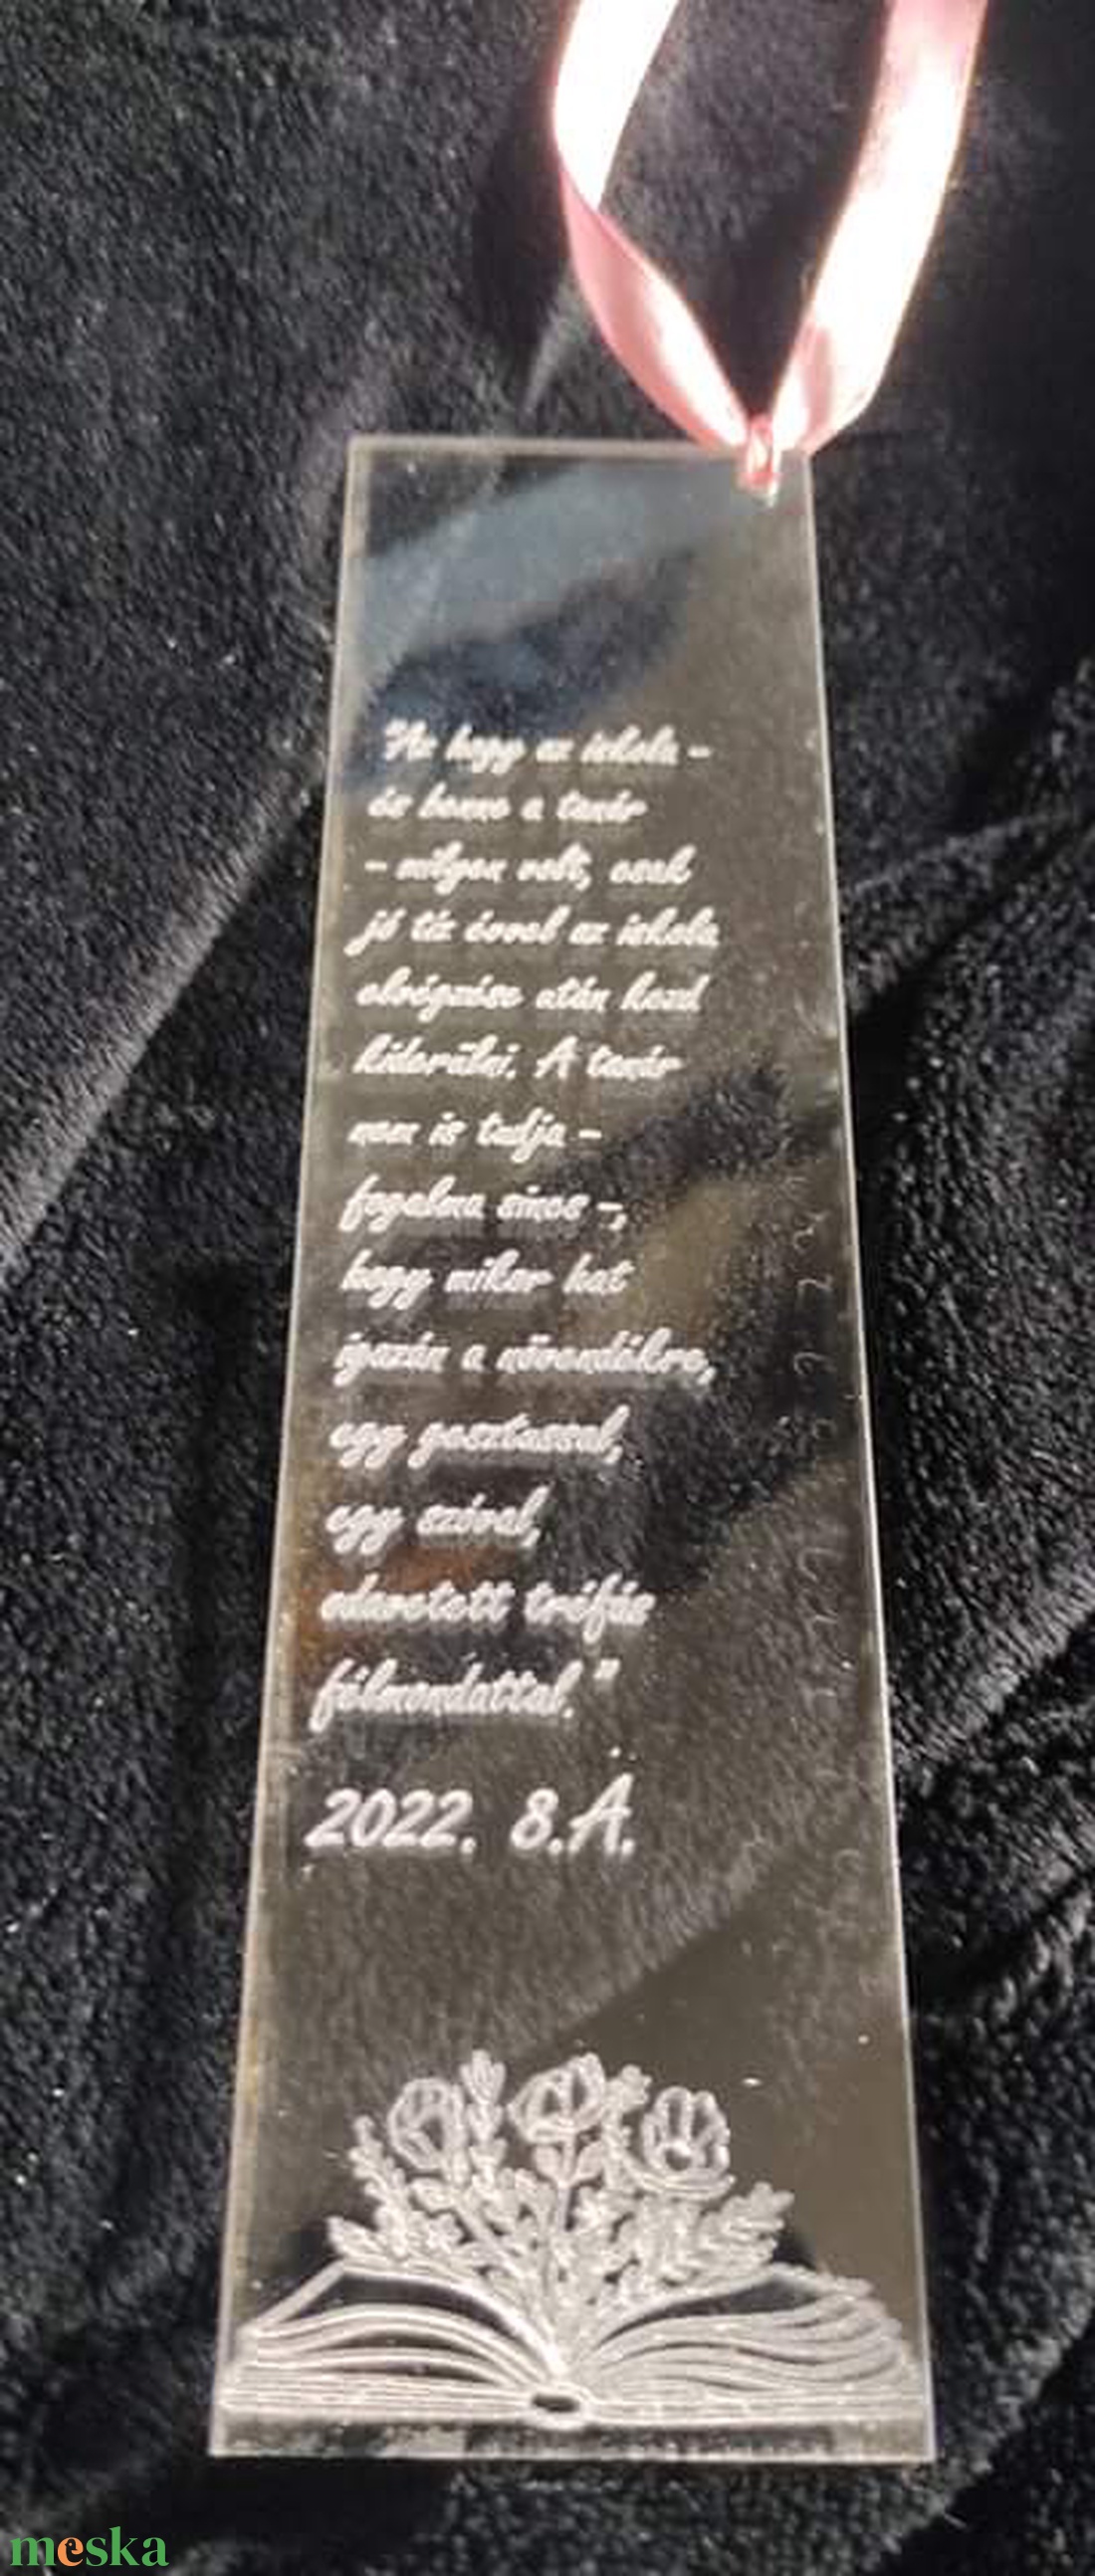 "Az hogy az iskola –
és benne a tanár
– milyen volt, csak
jó tíz évvel az iskola
elvégzése után kezd
kiderülni. A tanár
nem is tudja –
fogalma sincs –,
hogy mikor hat
igazán a növendékre,
egy gesztussal,
egy szóval,
odavetett tréfás
félmondattal."
2022. 8.A.
meska